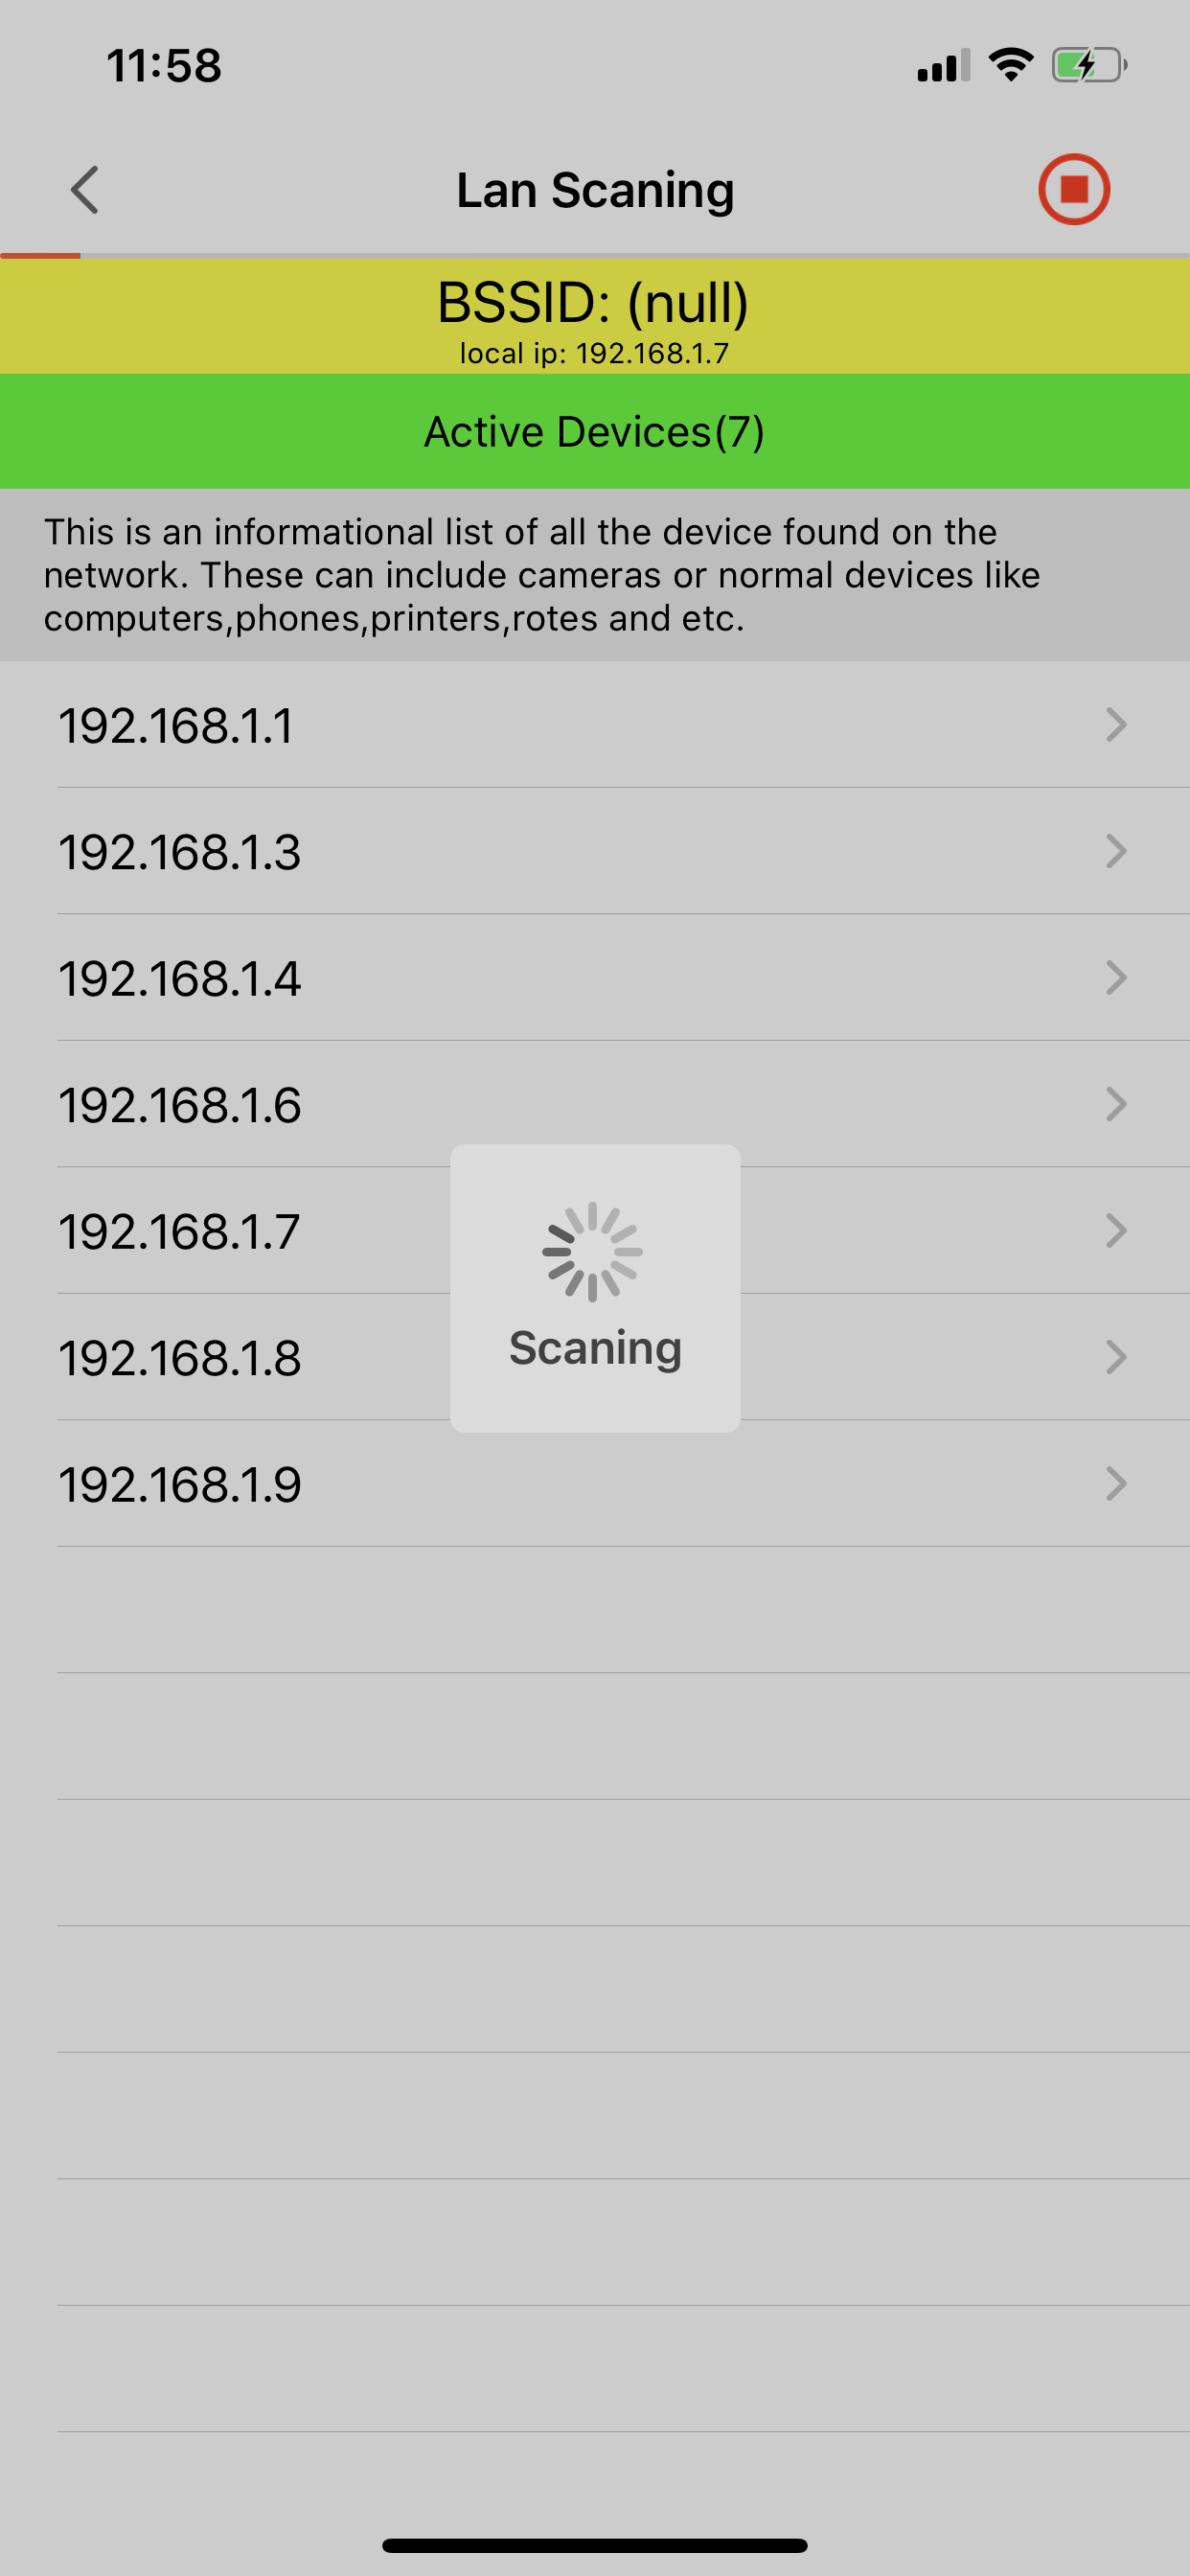 11:58
Lan Scaning
BSSID: (null)
local ip: 192.168.1.7
Active Devices(7)
This is an informational list of all the device found on the
network. These can include cameras or normal devices like
computers,phones,printers,rotes and etc.
192.168.1.1
192.168.1.3
192.168.1.4
192.168.1.6
192.168.1.7
192.168.1.8
Scaning
192.168.1.9